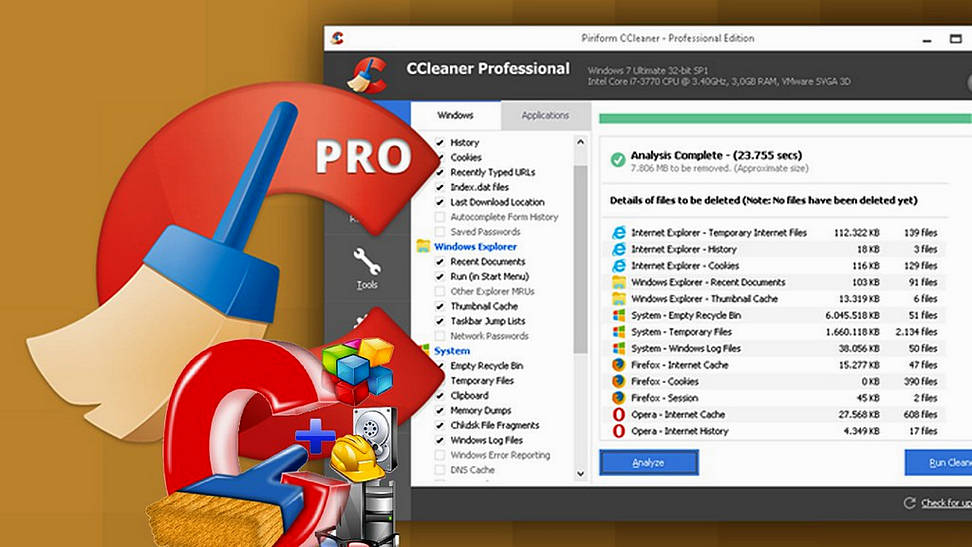 Piriform CCleaner - Professional Edition
CCleaner Professional
Windows 7 Ultimate 32-bit SP1
Intel Core i7-3770 CPU @ 3.40GHz, 3,0GB RAM, VMware SVGA 3D
PRO
Tools
Windows
Applications
History
Cookies
Recently Typed URLs
Index.dat files
Last Download Location
Autocomplete Form History
Saved Passwords
Windows Explorer
Recent Documents
Run (in Start Menu)
Other Explorer MRUs
Thumbnail Cache
Taskbar Jump Lists
Network Passwords
System
Empty Recycle Bin
Temporary Files
Clipboard
Memory Dumps
Chkdsk File Fragments
Windows Log Files
Windows Error Reporting
DNS Cache
Analysis Complete - (23.755 secs)
7.806 MB to be removed. (Approximate size)
Details of files to be deleted (Note: No files have been deleted yet)
Internet Explorer - Temporary Internet Files 112.322 KB 139 files
Internet Explorer - History 18 KB 3 files
Internet Explorer - Cookies 116 KB 129 files
Windows Explorer - Recent Documents 103 KB 91 files
Windows Explorer - Thumbnail Cache 13.319 KB 6 files
System - Empty Recycle Bin 6.045.518 KB 51 files
System - Temporary Files 1.660.118 KB 2.134 files
System - Windows Log Files 38.056 KB 50 files
Firefox - Internet Cache 15.277 KB 47 files
Firefox - Cookies 0 KB 390 files
Firefox - Session 45 KB 2 files
Opera - Internet Cache 27.568 KB 608 files
Opera - Internet History 4.349 KB 17 files
Analyze
Run Cleane
Check for up